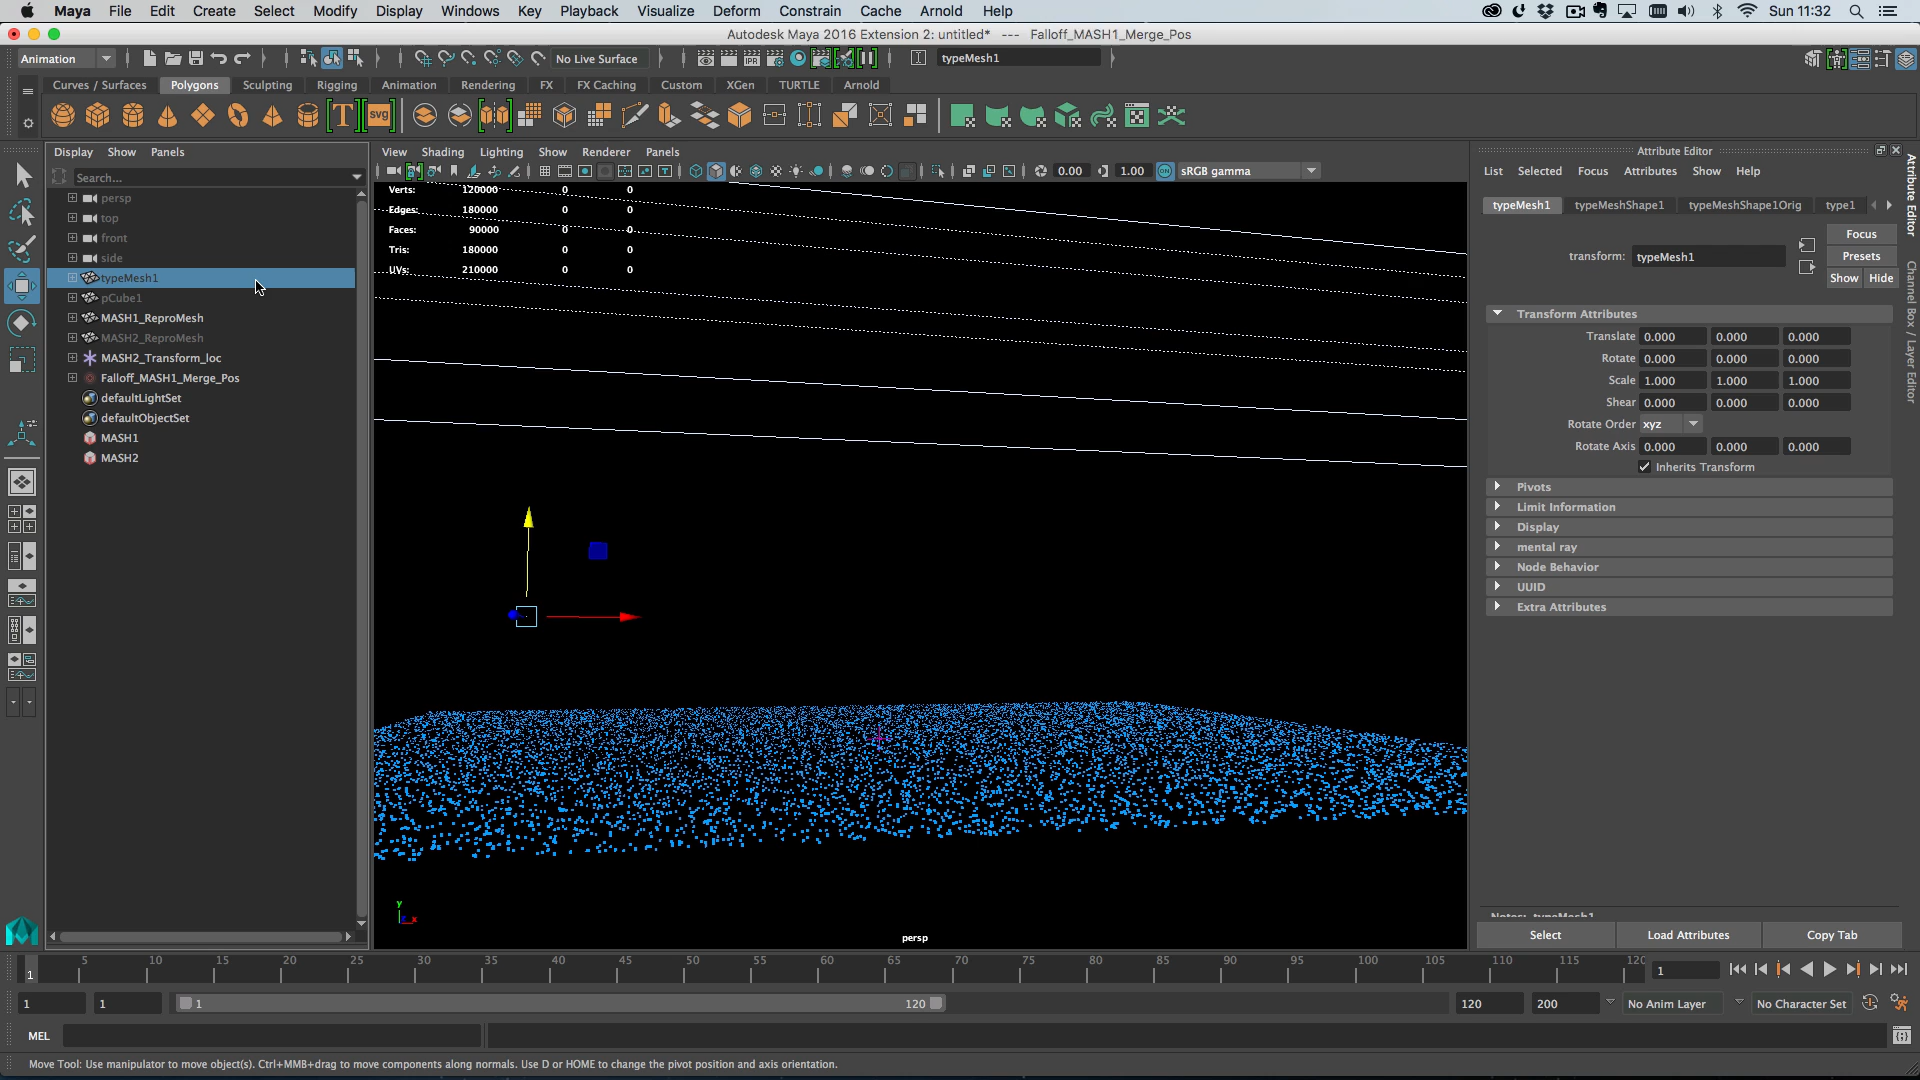 Maya File Edit Create Select Modify Display Windows Key Playback Visualize Deform Constrain Cache Arnold Help Sun 11:32
Autodesk Maya 2016 Extension 2: untitled* --- Falloff_MASH1_Merge_Pos
Animation No Live Surface typeMesh1
Curves / Surfaces Polygons Sculpting Rigging Animation Rendering FX FX Caching Custom XGen TURTLE Arnold
T svg
Display Show Panels
Search...
persp
top
front
side
typeMesh1
pCube1
MASH1_ReproMesh
MASH2_ReproMesh
MASH2_Transform_loc
Falloff_MASH1_Merge_Pos
defaultLightSet
defaultObjectSet
MASH1
MASH2
View Shading Lighting Show Renderer Panels
0.00 1.00 ON sRGB gamma
Verts: 120000 0 0
Edges: 180000 0 0
Faces: 90000 0 0
Tris: 180000 0 0
UVs: 210000 0 0
y
x
persp
Attribute Editor
List Selected Focus Attributes Show Help
typeMesh1 typeMeshShape1 typeMeshShape1Orig type1
Focus
transform: typeMesh1 Presets
Show Hide
Transform Attributes
Translate 0.000 0.000 0.000
Rotate 0.000 0.000 0.000
Scale 1.000 1.000 1.000
Shear 0.000 0.000 0.000
Rotate Order xyz
Rotate Axis 0.000 0.000 0.000
Inherits Transform
Pivots
Limit Information
Display
mental ray
Node Behavior
UUID
Extra Attributes
Notes: typeMesh1
Select Load Attributes Copy Tab
Attribute Editor
Channel Box / Layer Editor
1 5 10 15 20 25 30 35 40 45 50 55 60 65 70 75 80 85 90 95 100 105 110 115 120 1
1 1 1 120 120 200 No Anim Layer No Character Set
MEL
Move Tool: Use manipulator to move object(s). Ctrl+MMB+drag to move components along normals. Use D or HOME to change the pivot position and axis orientation.